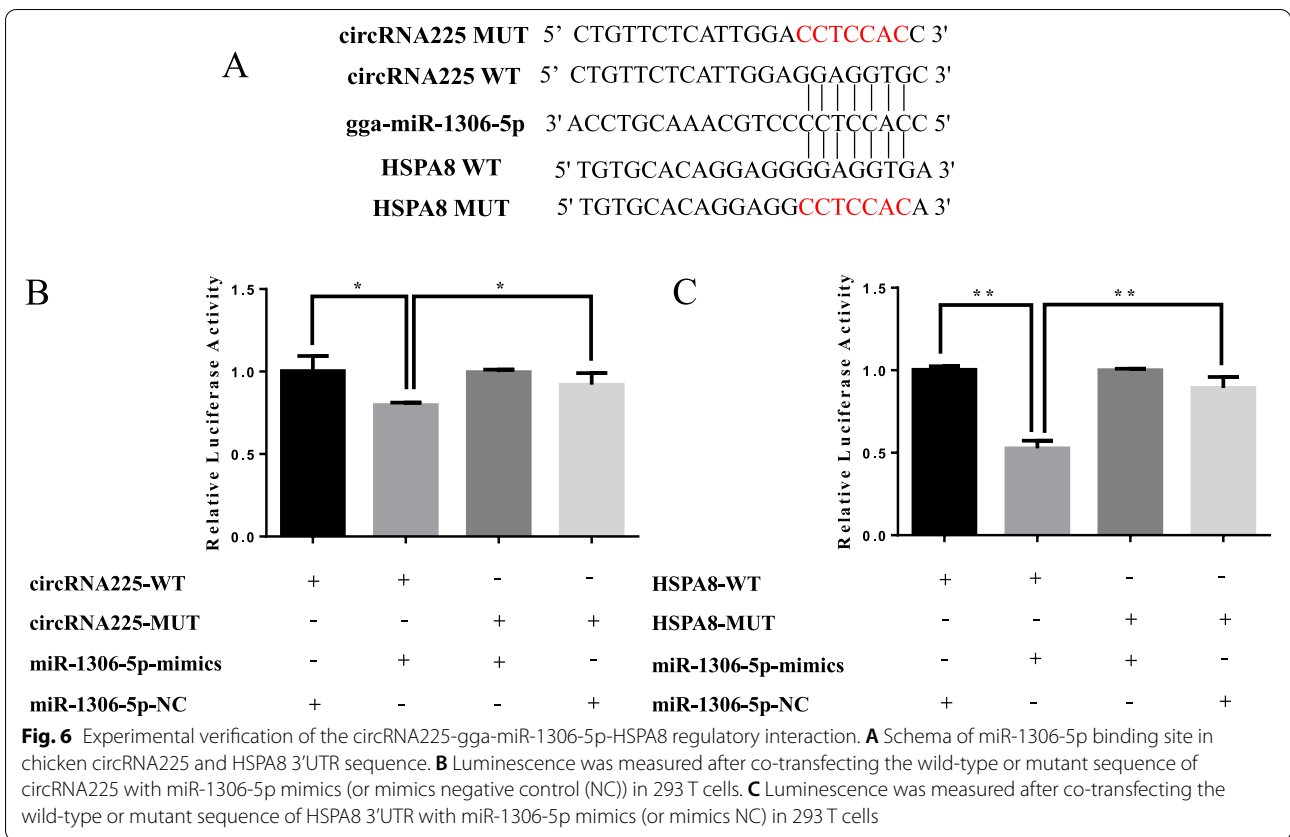 circRNA225 MUT 5’ CTGTTCTCATTGGACCTCCACC 3'
A
circRNA225 WT 5’ CTGTTCTCATTGGAGGAGGTGC 3'
gga-miR-1306-5p 3' ACCTGCAAACGTCCCCTCCACC 5'
HSPA8 WT 5' TGTGCACAGGAGGGGAGGTGA 3'
HSPA8 MUT 5' TGTGCACAGGAGGCCTCCACA 3'
B
Relative Luciferase Activity
1.5
1.0
0.5
0.0
* *
circRNA225-WT + + - -
circRNA225-MUT - - + +
miR-1306-5p-mimics - + + -
miR-1306-5p-NC + - - +
C
Relative Luciferase Activity
1.5
1.0
0.5
0.0
** **
HSPA8-WT + + - -
HSPA8-MUT - - + +
miR-1306-5p-mimics - + + -
miR-1306-5p-NC + - - +
Fig. 6 Experimental verification of the circRNA225-gga-miR-1306-5p-HSPA8 regulatory interaction. A Schema of miR-1306-5p binding site in
chicken circRNA225 and HSPA8 3’UTR sequence. B Luminescence was measured after co-transfecting the wild-type or mutant sequence of
circRNA225 with miR-1306-5p mimics (or mimics negative control (NC)) in 293 T cells. C Luminescence was measured after co-transfecting the
wild-type or mutant sequence of HSPA8 3’UTR with miR-1306-5p mimics (or mimics NC) in 293 T cells